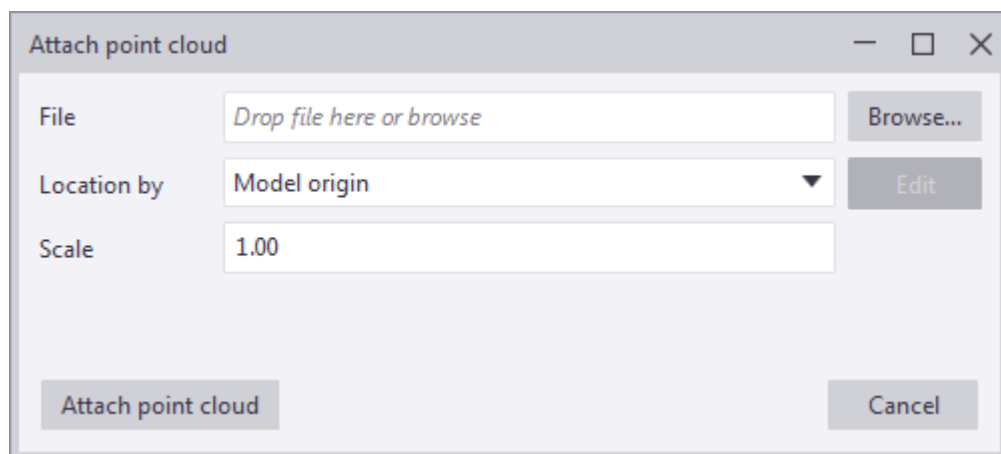 Attach point cloud
File Drop file here or browse Browse...
Location by Model origin Edit
Scale 1.00
Attach point cloud Cancel